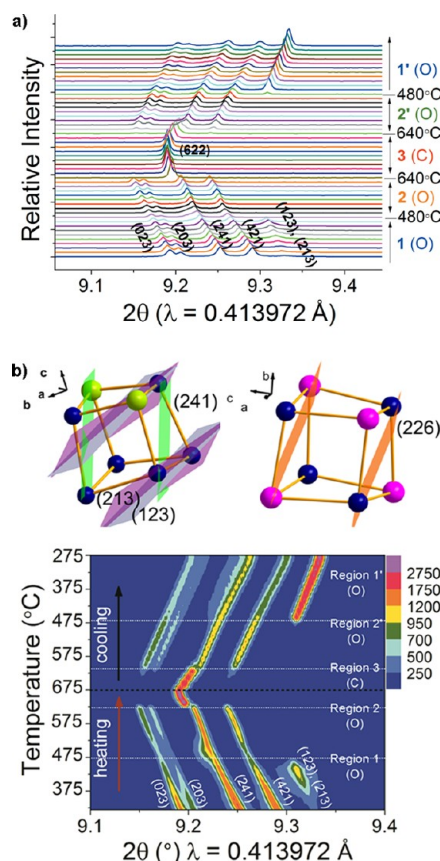 a)
Relative Intensity
1' (O)
480°C
2' (O)
640°C
3 (C)
640°C
2 (O)
480°C
1 (O)
(622)
(023)
(203)
(241)
(421)
(123),
(213)
9.1 9.2 9.3 9.4
2θ (λ = 0.413972 Å)
b)
c
a
b
(241)
(213)
(123)
b
c
a
(226)
Temperature (°C)
cooling
heating
275
375
475
575
675
575
475
375
Region 1'
(O)
Region 2'
(O)
Region 3
(C)
Region 2
(O)
Region 1
(O)
(023)
(203)
(241)
(421)
(123),
(213)
2750
1750
1200
950
700
500
250
9.1 9.2 9.3 9.4
2θ (°) λ = 0.413972 Å